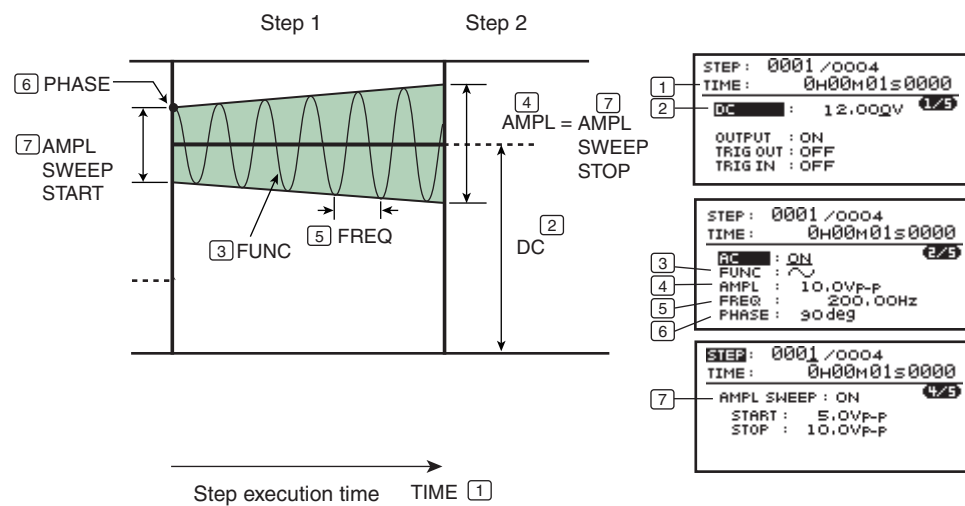 Step 1
Step 2
6 PHASE
7 AMPL
SWEEP
START
4
AMPL = AMPL
7
SWEEP
STOP
5 FREQ
3 FUNC
2
DC
Step execution time
TIME 1
STEP: 0001/0004
1
TIME: 0H00M01s0000
2
DC : 12.000V 1/5
OUTPUT : ON
TRIG OUT : OFF
TRIG IN : OFF
STEP: 0001/0004
TIME: 0H00M01s0000
AC : ON 2/5
3
FUNC :
4
AMPL : 10.0Vp-p
5
FREQ : 200.00Hz
6
PHASE : 90deg
STEP: 0001/0004
TIME: 0H00M01s0000
4/5
7
AMPL SWEEP : ON
START : 5.0Vp-p
STOP : 10.0Vp-p